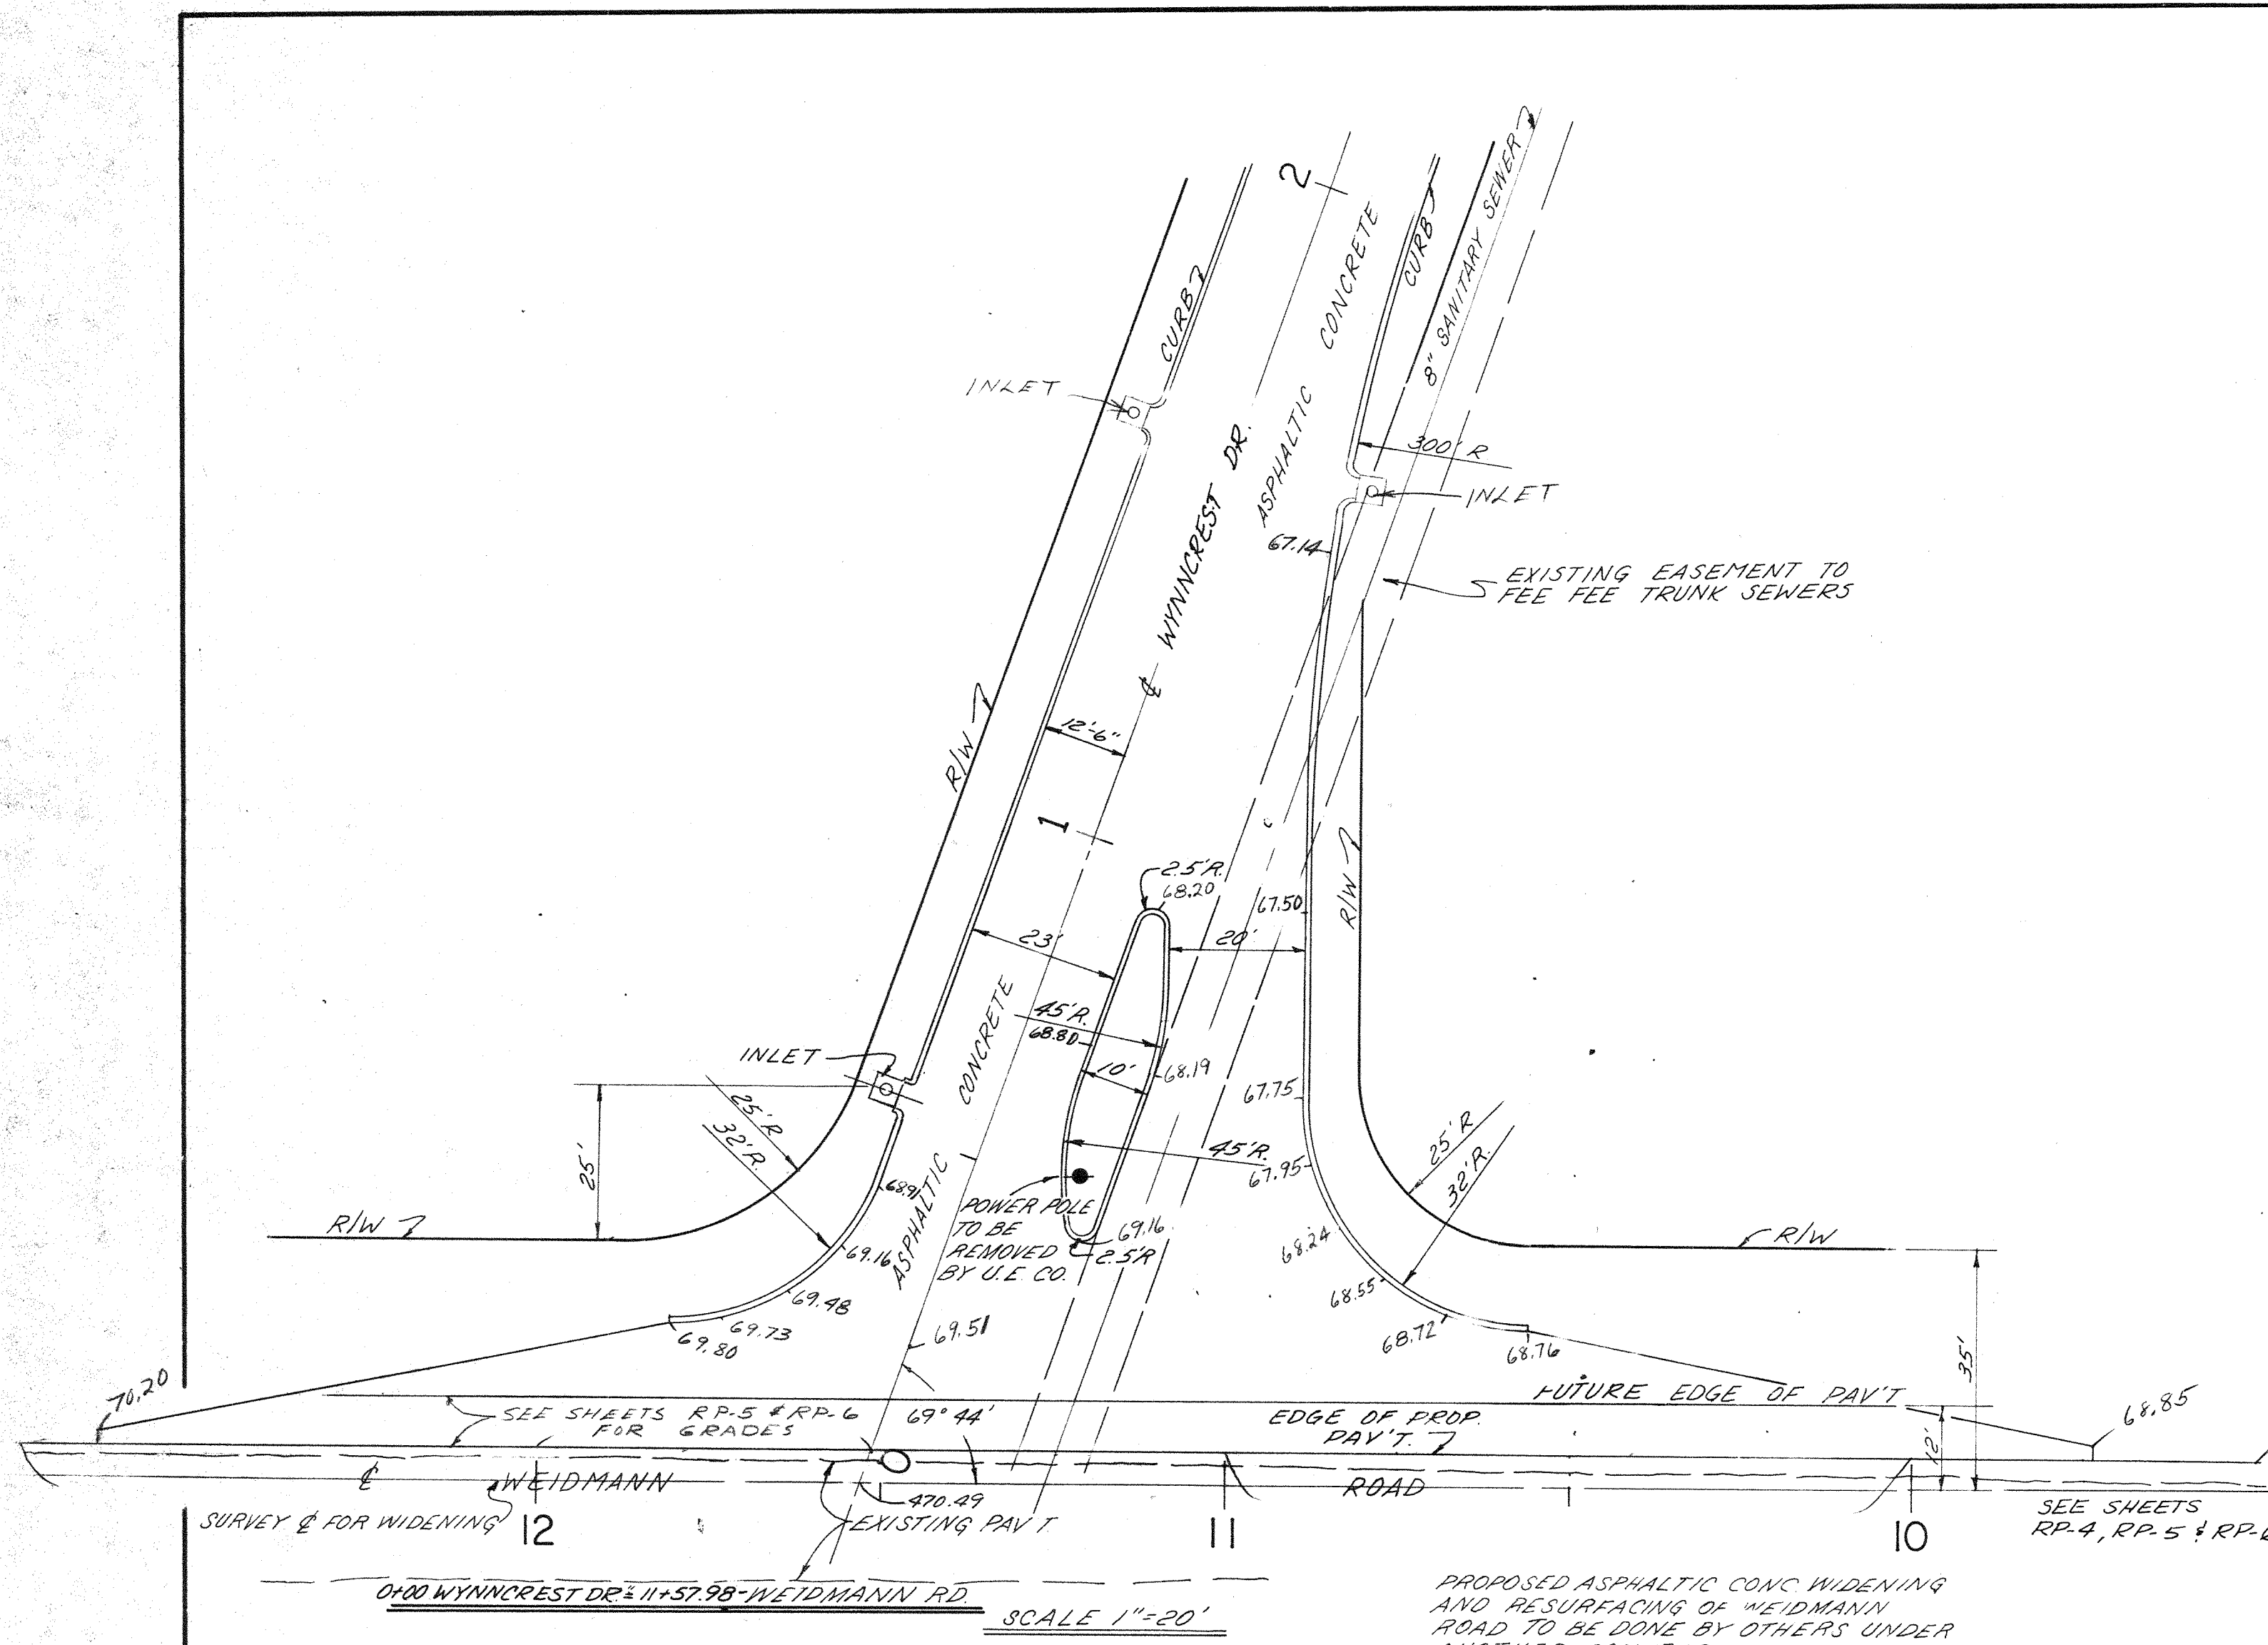 2
CURB
CURB
8" SANITARY SEWER
ASPHALTIC CONCRETE
INLET
300' R
INLET
℄ WYNNCREST DR.
67.14
EXISTING EASEMENT TO
FEE FEE TRUNK SEWERS
R/W
12'-6"
1
2.5'R.
68.20
67.50
R/W
23'
20'
45'R.
68.80
10'
68.19
67.75
INLET
ASPHALTIC CONCRETE
25'
25'R
32'R.
45'R.
67.95
25'R
32'R.
68.91
POWER POLE
TO BE
REMOVED
BY U.E. CO.
69.16
2.5'R
R/W
69.16
68.24
R/W
69.48
68.55
69.73
69.80
69.51
68.72
68.76
35'
70.20
FUTURE EDGE OF PAV'T
68.85
SEE SHEETS RP-5 & RP-6
FOR GRADES
69° 44'
EDGE OF PROP.
PAV'T.
12'
℄ WEIDMANN ROAD
470.49
SURVEY ℄ FOR WIDENING
12
EXISTING PAV'T
11
10
SEE SHEETS
RP-4, RP-5 & RP-6
0+00 WYNNCREST DR. = 11+57.98-WEIDMANN RD.
SCALE 1"=20'
PROPOSED ASPHALTIC CONC. WIDENING
AND RESURFACING OF WEIDMANN
ROAD TO BE DONE BY OTHERS UNDER